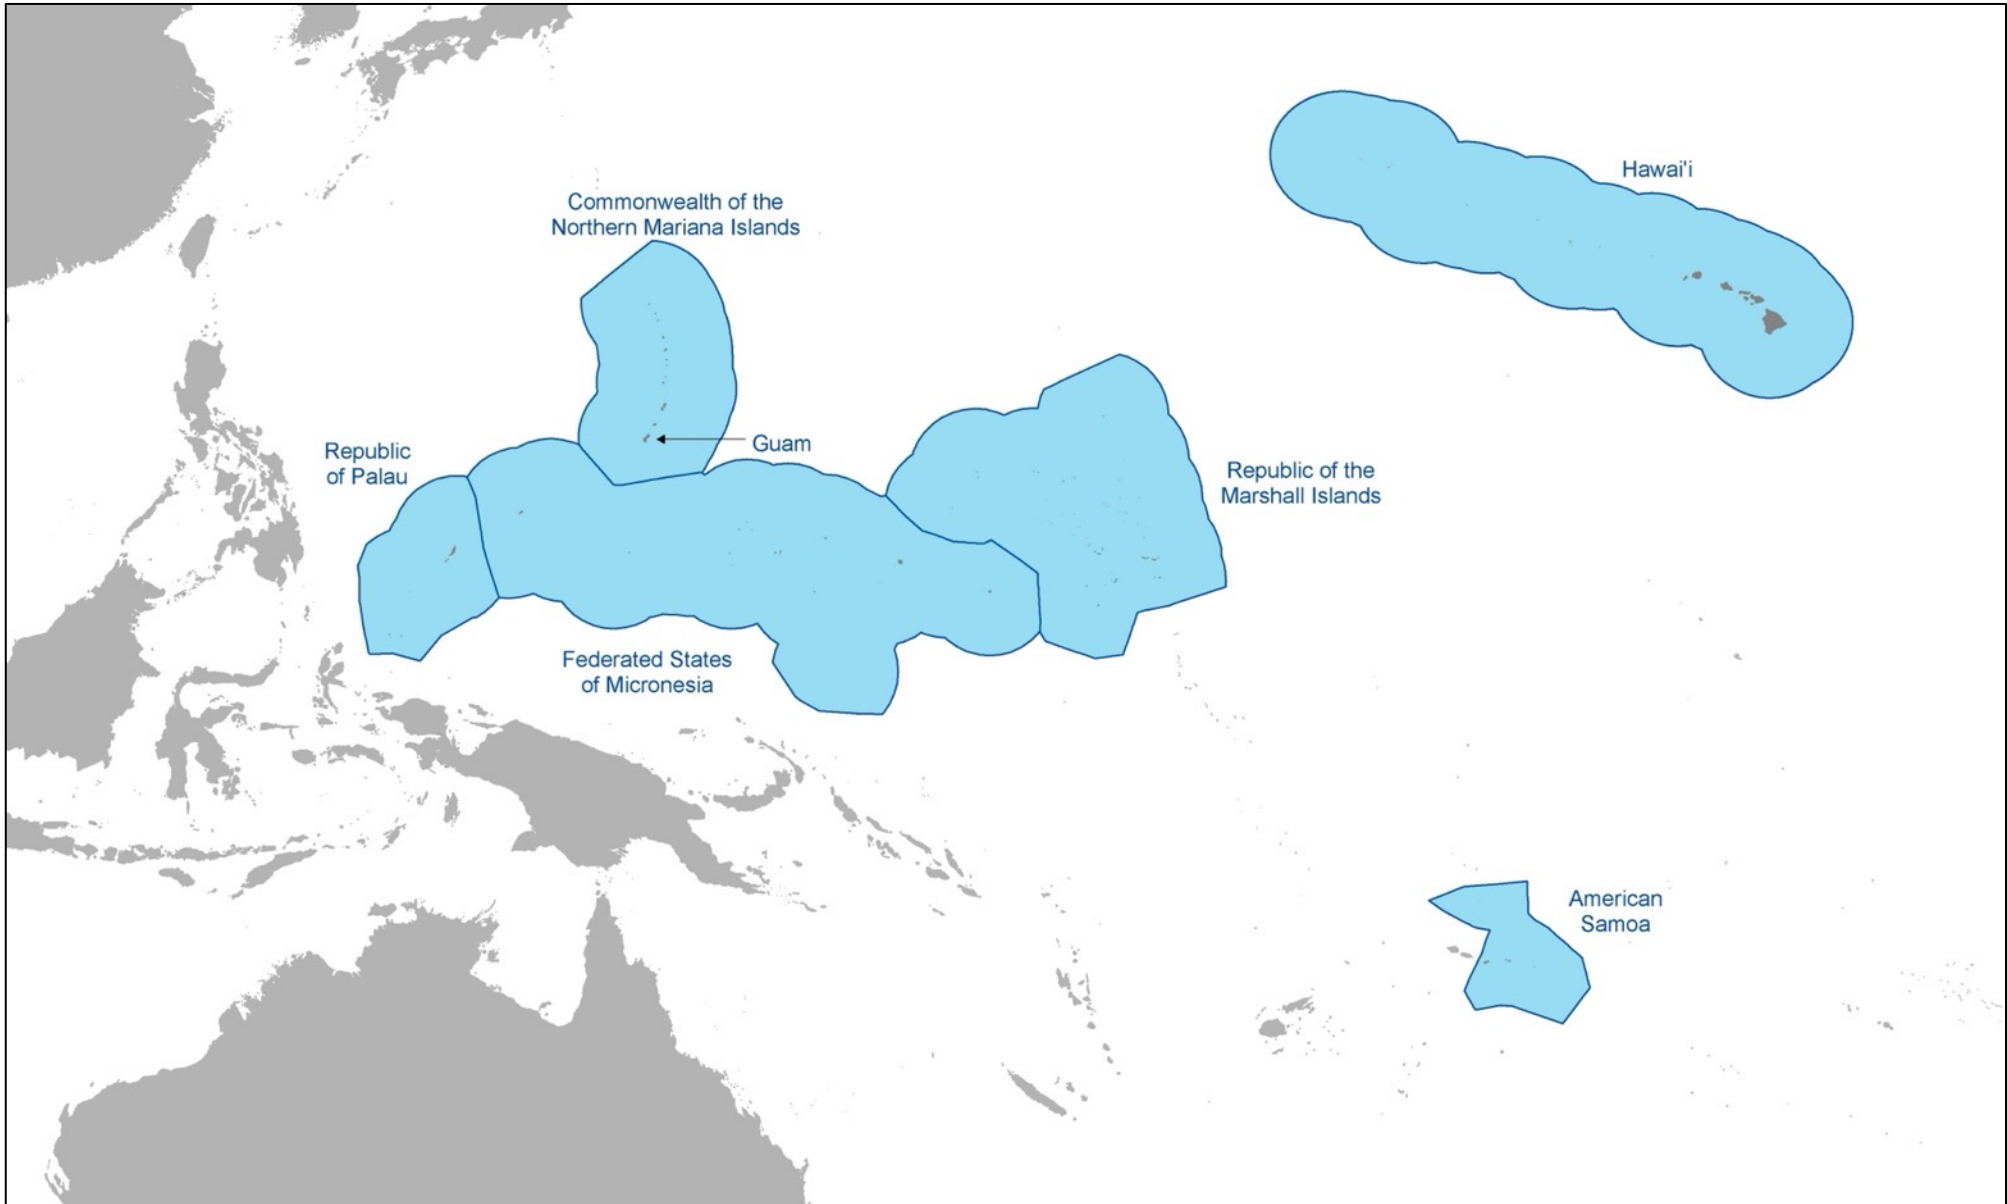 Hawai'i
Commonwealth of the
Northern Mariana Islands
Guam
Republic
of Palau
Republic of the
Marshall Islands
Federated States
of Micronesia
American
Samoa